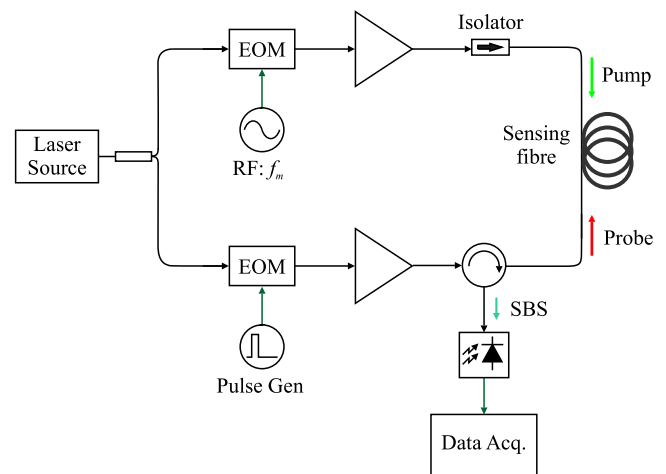 Isolator
EOM
Pump
Laser
Source
Sensing
fibre
RF: fm
Probe
EOM
SBS
Pulse Gen
Data Acq.